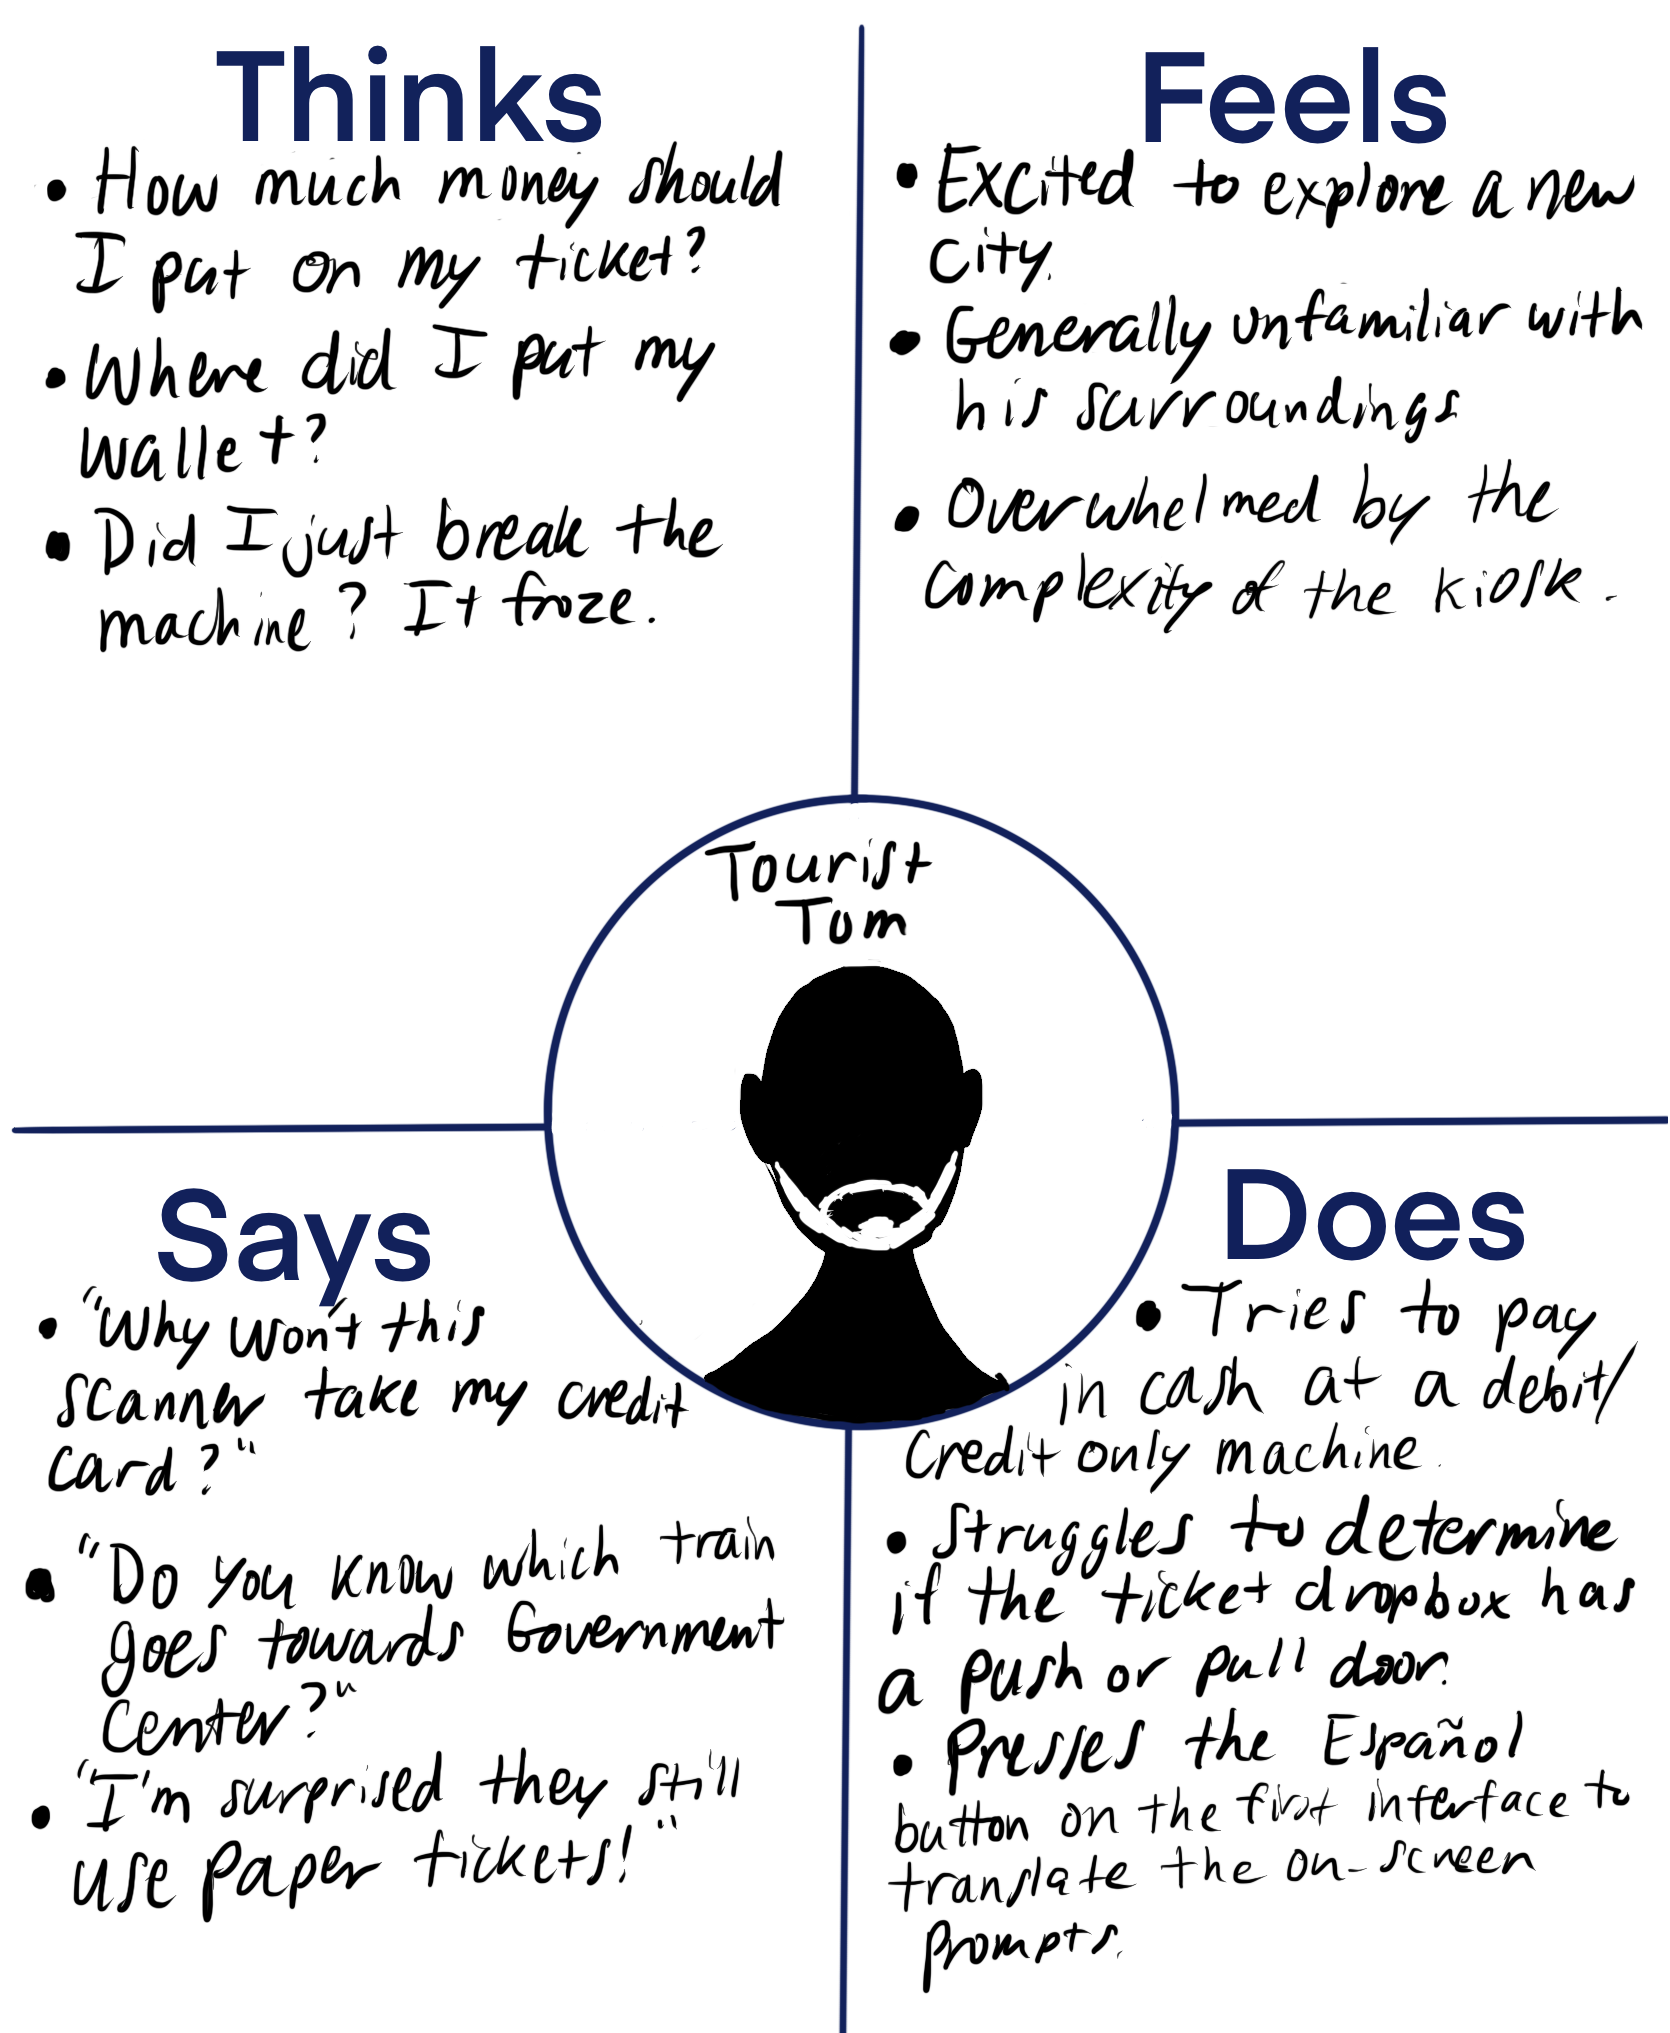 Thinks
• How much money should
I put on my ticket?
• Where did I put my
wallet?
• Did I just break the
machine? It froze.
Feels
• Excited to explore a new
city.
• Generally unfamiliar with
his surroundings
• Overwhelmed by the
complexity of the kiosk.
Tourist
Tom
Says
• "Why won't this
scanner take my credit
card?"
• "Do you know which train
goes towards Government
Center?"
• "I'm surprised they still
use paper tickets!"
Does
• Tries to pay
in cash at a debit/
credit only machine.
• Struggles to determine
if the ticket dropbox has
a push or pull door.
• Presses the Español
button on the first interface to
translate the on-screen
prompts.